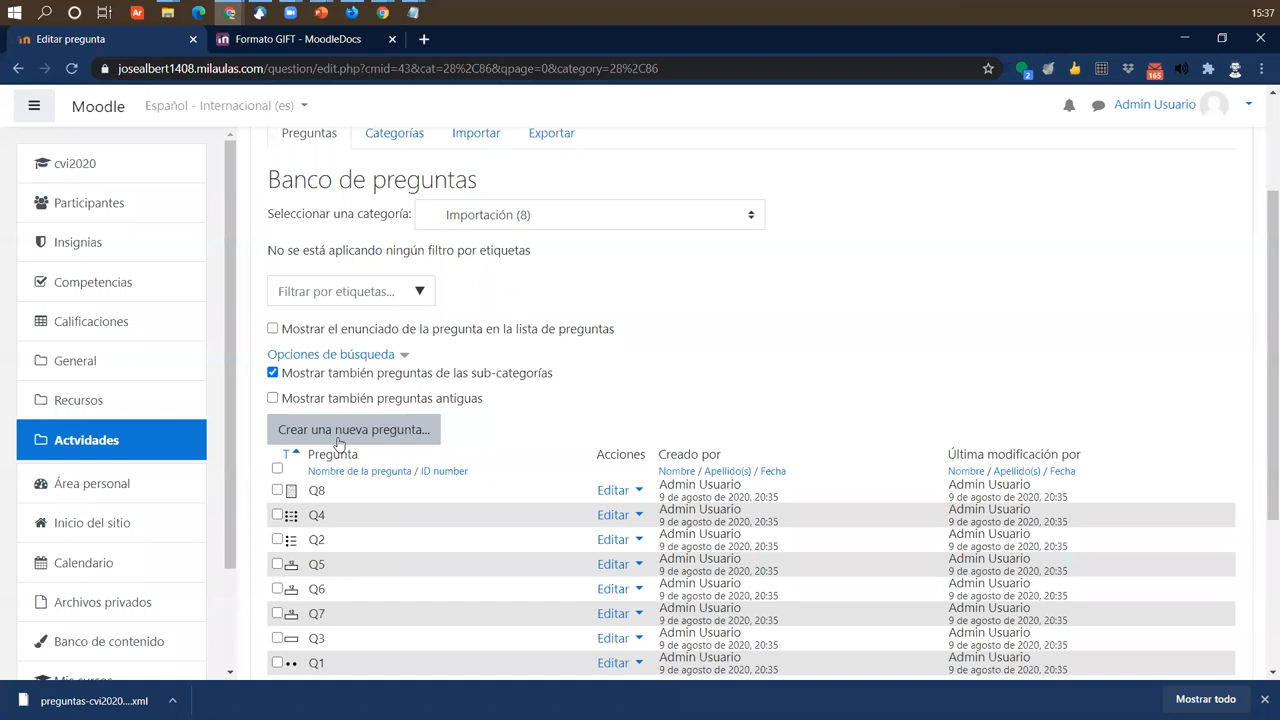 15:37
Editar pregunta
Formato GIFT - MoodleDocs
josealbert1408.milaulas.com/question/edit.php?cmid=43&cat=28%2C86&qpage=0&category=28%2C86
2
165
Moodle
Español - Internacional (es)
Admin Usuario
cvi2020
Participantes
Insignias
Competencias
Calificaciones
General
Recursos
Actvidades
Área personal
Inicio del sitio
Calendario
Archivos privados
Banco de contenido
Mis cursos
Preguntas Categorías Importar Exportar
Banco de preguntas
Seleccionar una categoría: Importación (8)
No se está aplicando ningún filtro por etiquetas
Filtrar por etiquetas...
Mostrar el enunciado de la pregunta en la lista de preguntas
Opciones de búsqueda
Mostrar también preguntas de las sub-categorías
Mostrar también preguntas antiguas
Crear una nueva pregunta...
T Pregunta Acciones Creado por Última modificación por
Nombre de la pregunta / ID number Nombre / Apellido(s) / Fecha Nombre / Apellido(s) / Fecha
Q8 Editar Admin Usuario Admin Usuario
9 de agosto de 2020, 20:35 9 de agosto de 2020, 20:35
Q4 Editar Admin Usuario Admin Usuario
9 de agosto de 2020, 20:35 9 de agosto de 2020, 20:35
Q2 Editar Admin Usuario Admin Usuario
9 de agosto de 2020, 20:35 9 de agosto de 2020, 20:35
Q5 Editar Admin Usuario Admin Usuario
9 de agosto de 2020, 20:35 9 de agosto de 2020, 20:35
Q6 Editar Admin Usuario Admin Usuario
9 de agosto de 2020, 20:35 9 de agosto de 2020, 20:35
Q7 Editar Admin Usuario Admin Usuario
9 de agosto de 2020, 20:35 9 de agosto de 2020, 20:35
Q3 Editar Admin Usuario Admin Usuario
9 de agosto de 2020, 20:35 9 de agosto de 2020, 20:35
Q1 Editar Admin Usuario Admin Usuario
9 de agosto de 2020, 20:35 9 de agosto de 2020, 20:35
preguntas-cvi2020....xml
Mostrar todo